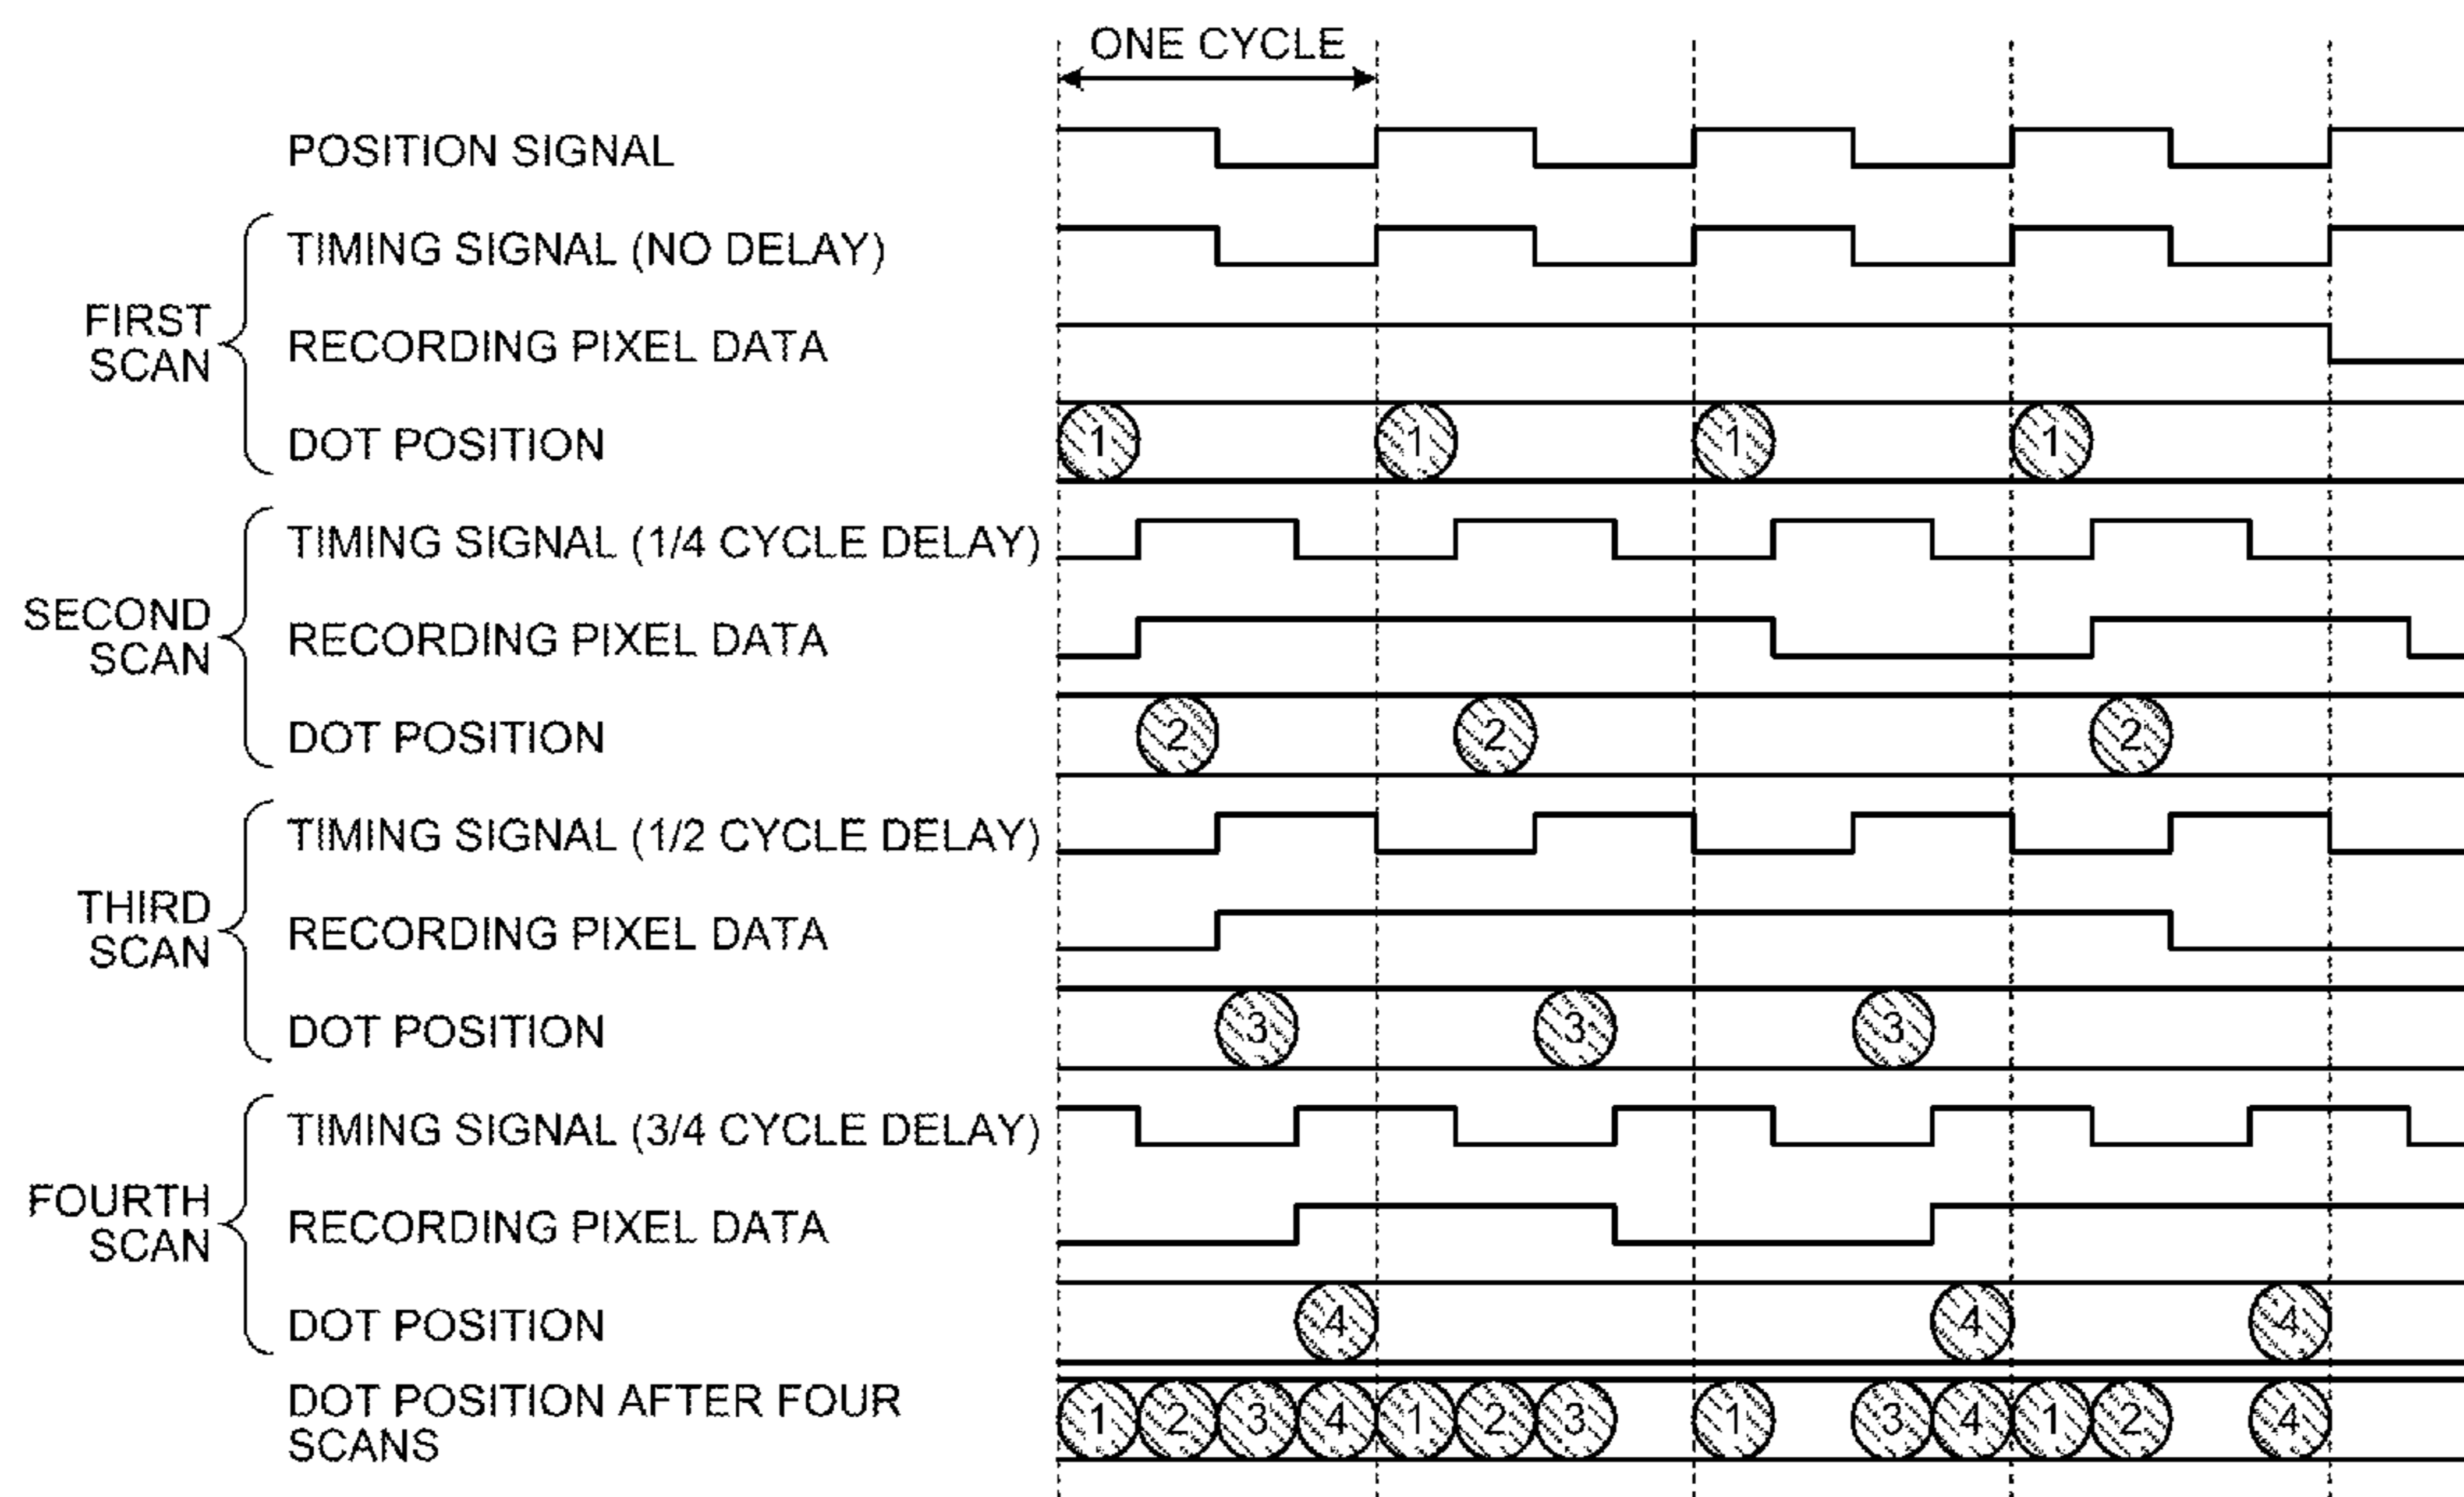 ONE CYCLE
POSITION SIGNAL
FIRST
SCAN
TIMING SIGNAL (NO DELAY)
RECORDING PIXEL DATA
DOT POSITION
1 1 1 1
SECOND
SCAN
TIMING SIGNAL (1/4 CYCLE DELAY)
RECORDING PIXEL DATA
DOT POSITION
2 2 2
THIRD
SCAN
TIMING SIGNAL (1/2 CYCLE DELAY)
RECORDING PIXEL DATA
DOT POSITION
3 3 3
FOURTH
SCAN
TIMING SIGNAL (3/4 CYCLE DELAY)
RECORDING PIXEL DATA
DOT POSITION
4 4 4
DOT POSITION AFTER FOUR
SCANS
1 2 3 4 1 2 3 1 3 4 1 2 4